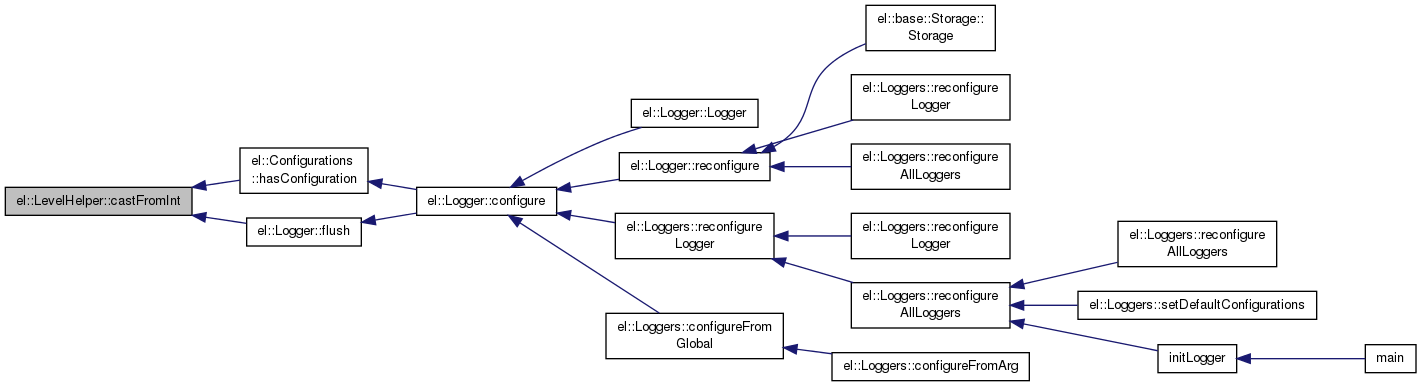 el::LevelHelper::castFromInt
el::Configurations
::hasConfiguration
el::Logger::flush
el::Logger::configure
el::Logger::Logger
el::Logger::reconfigure
el::Loggers::reconfigure
Logger
el::Loggers::configureFrom
Global
el::base::Storage::
Storage
el::Loggers::reconfigure
Logger
el::Loggers::reconfigure
AllLoggers
el::Loggers::reconfigure
Logger
el::Loggers::reconfigure
AllLoggers
el::Loggers::configureFromArg
el::Loggers::reconfigure
AllLoggers
el::Loggers::setDefaultConfigurations
initLogger
main